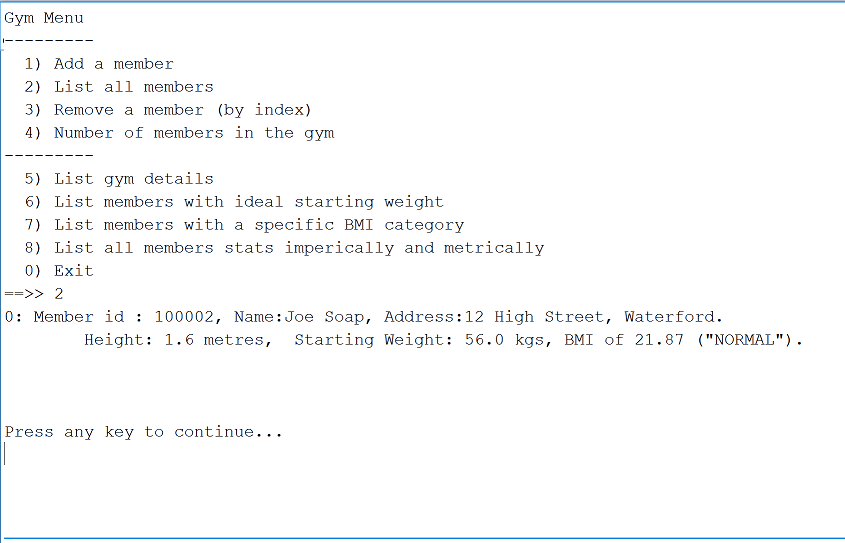 Gym Menu
---------
  1) Add a member
  2) List all members
  3) Remove a member (by index)
  4) Number of members in the gym
---------
  5) List gym details
  6) List members with ideal starting weight
  7) List members with a specific BMI category
  8) List all members stats imperically and metrically
  0) Exit
==>> 2
0: Member id : 100002, Name:Joe Soap, Address:12 High Street, Waterford.
        Height: 1.6 metres,  Starting Weight: 56.0 kgs, BMI of 21.87 ("NORMAL").
Press any key to continue...